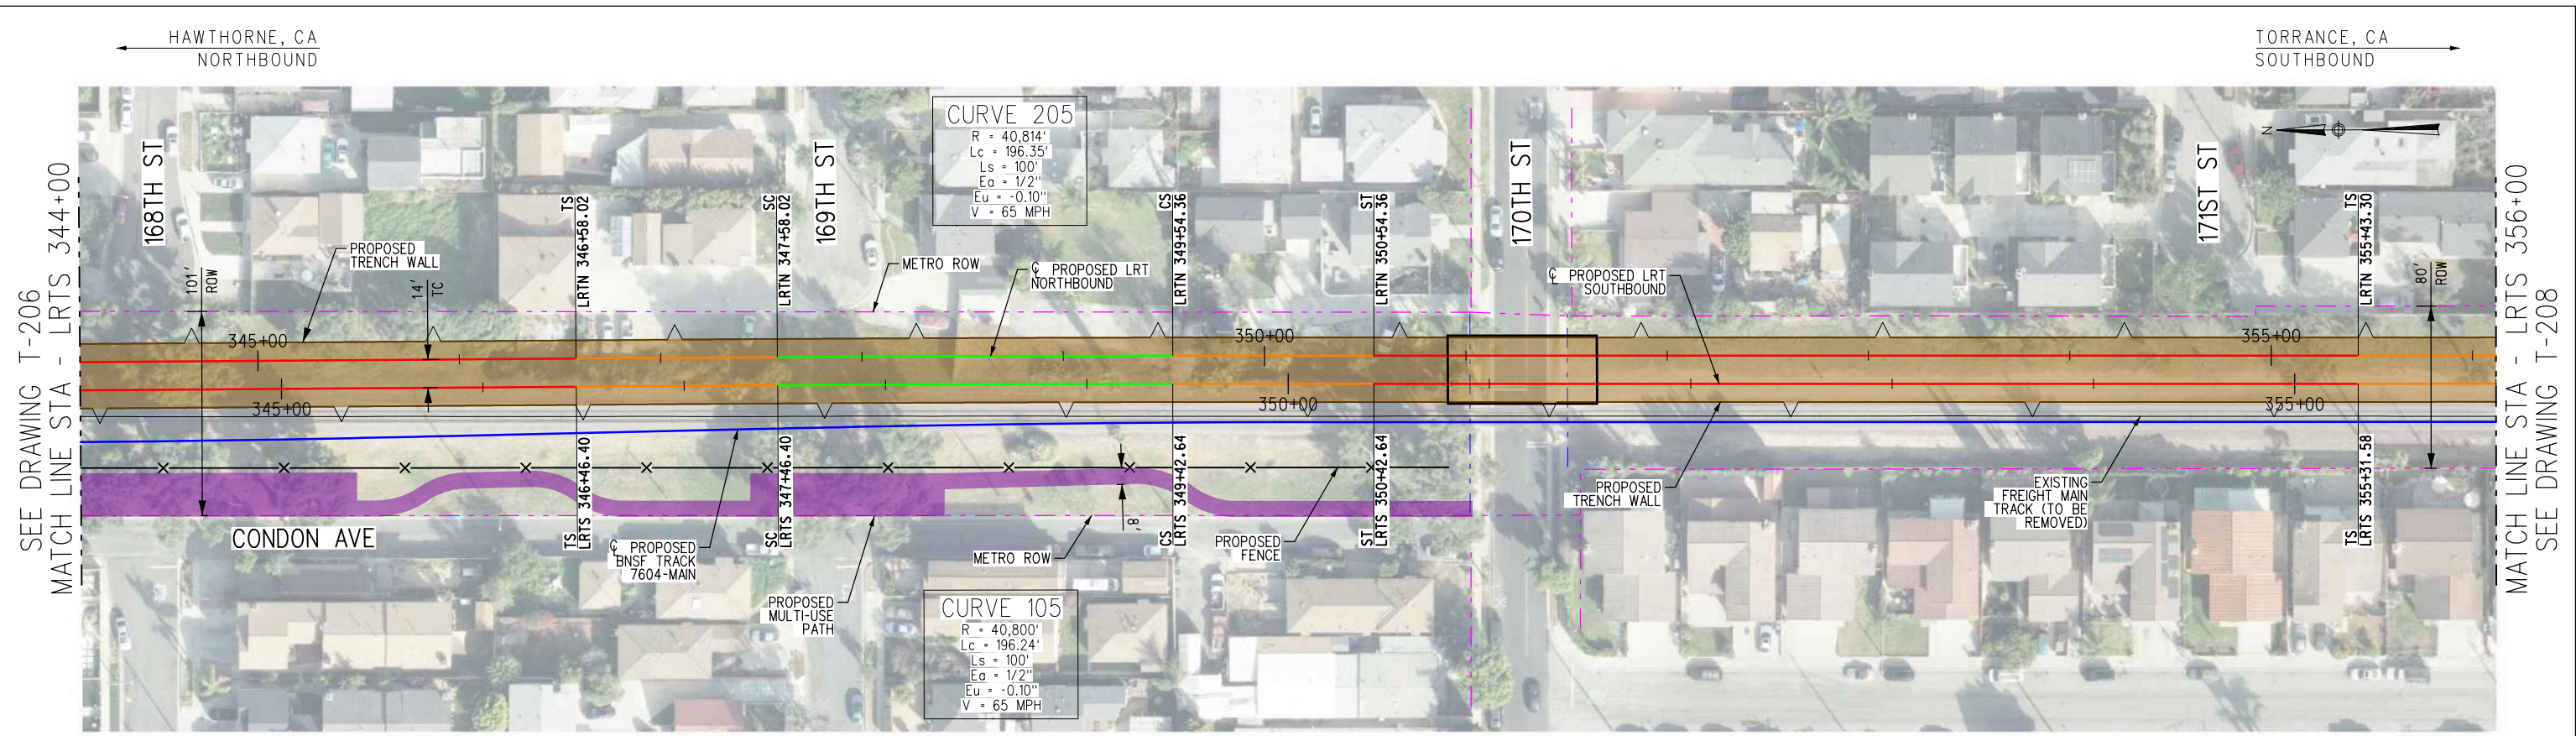 HAWTHORNE, CA
NORTHBOUND
TORRANCE, CA
SOUTHBOUND
SEE DRAWING T-206
MATCH LINE STA - LRTS 344+00
168TH ST
101'
ROW
PROPOSED
TRENCH WALL
14'
TC
TS
LRTN 346+58.02
SC
LRTN 347+58.02
169TH ST
CURVE 205
R = 40,814'
Lc = 196.35'
Ls = 100'
Ea = 1/2"
Eu = -0.10"
V = 65 MPH
METRO ROW
℄ PROPOSED LRT
NORTHBOUND
CS
LRTN 349+54.36
ST
LRTN 350+54.36
170TH ST
℄ PROPOSED LRT
SOUTHBOUND
171ST ST
N
TS
LRTN 355+43.30
80'
ROW
345+00
350+00
355+00
345+00
350+00
355+00
CONDON AVE
TS
LRTS 346+46.40
℄ PROPOSED
BNSF TRACK
7604-MAIN
SC
LRTS 347+46.40
PROPOSED
MULTI-USE
PATH
METRO ROW
8'
CS
LRTS 349+42.64
PROPOSED
FENCE
ST
LRTS 350+42.64
CURVE 105
R = 40,800'
Lc = 196.24'
Ls = 100'
Ea = 1/2"
Eu = -0.10"
V = 65 MPH
PROPOSED
TRENCH WALL
EXISTING
FREIGHT MAIN
TRACK (TO BE
REMOVED)
TS
LRTS 355+31.58
MATCH LINE STA - LRTS 356+00
SEE DRAWING T-208